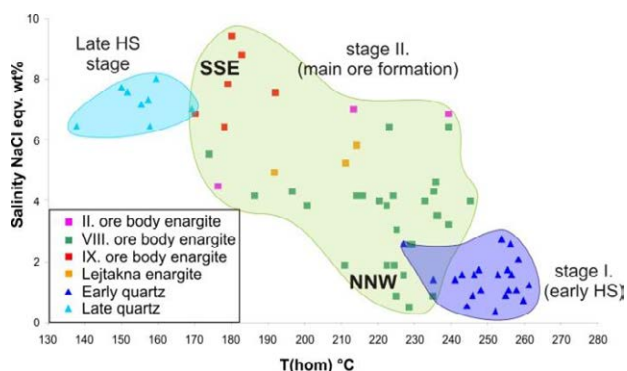 10
8
6
4
2
0
Salinity NaCl eqv. wt%
Late HS
stage
SSE
stage II.
(main ore formation)
NNW
stage I.
(early HS)
II. ore body enargite
VIII. ore body enargite
IX. ore body enargite
Lejtakna enargite
Early quartz
Late quartz
130 140 150 160 170 180 190 200 210 220 230 240 250 260 270 280
T(hom) °C